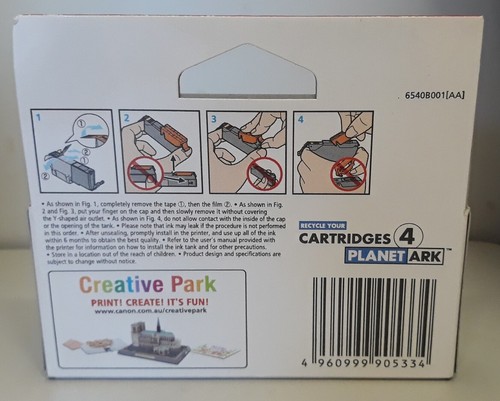 6540B001[AA]
1 2 3 4
① ② ① ②
• As shown in Fig. 1, completely remove the tape ①, then the film ②. • As shown in Fig.
2 and Fig. 3, put your finger on the cap and then slowly remove it without covering
the Y-shaped air outlet. • As shown in Fig. 4, do not allow contact with the inside of the cap
or the opening of the tank. • Please note that ink may leak if the procedure is not performed
in this order. • After unsealing, promptly install in the printer, and use up all of the ink
within 6 months to obtain the best quality. • Refer to the user's manual provided with
the printer for information on how to install the ink tank and for other precautions.
• Store in a location out of the reach of children. • Product design and specifications are
subject to change without notice.
RECYCLE YOUR
CARTRIDGES 4
PLANET ARK™
Creative Park
PRINT! CREATE! IT'S FUN!
www.canon.com.au/creativepark
4 960999 905334